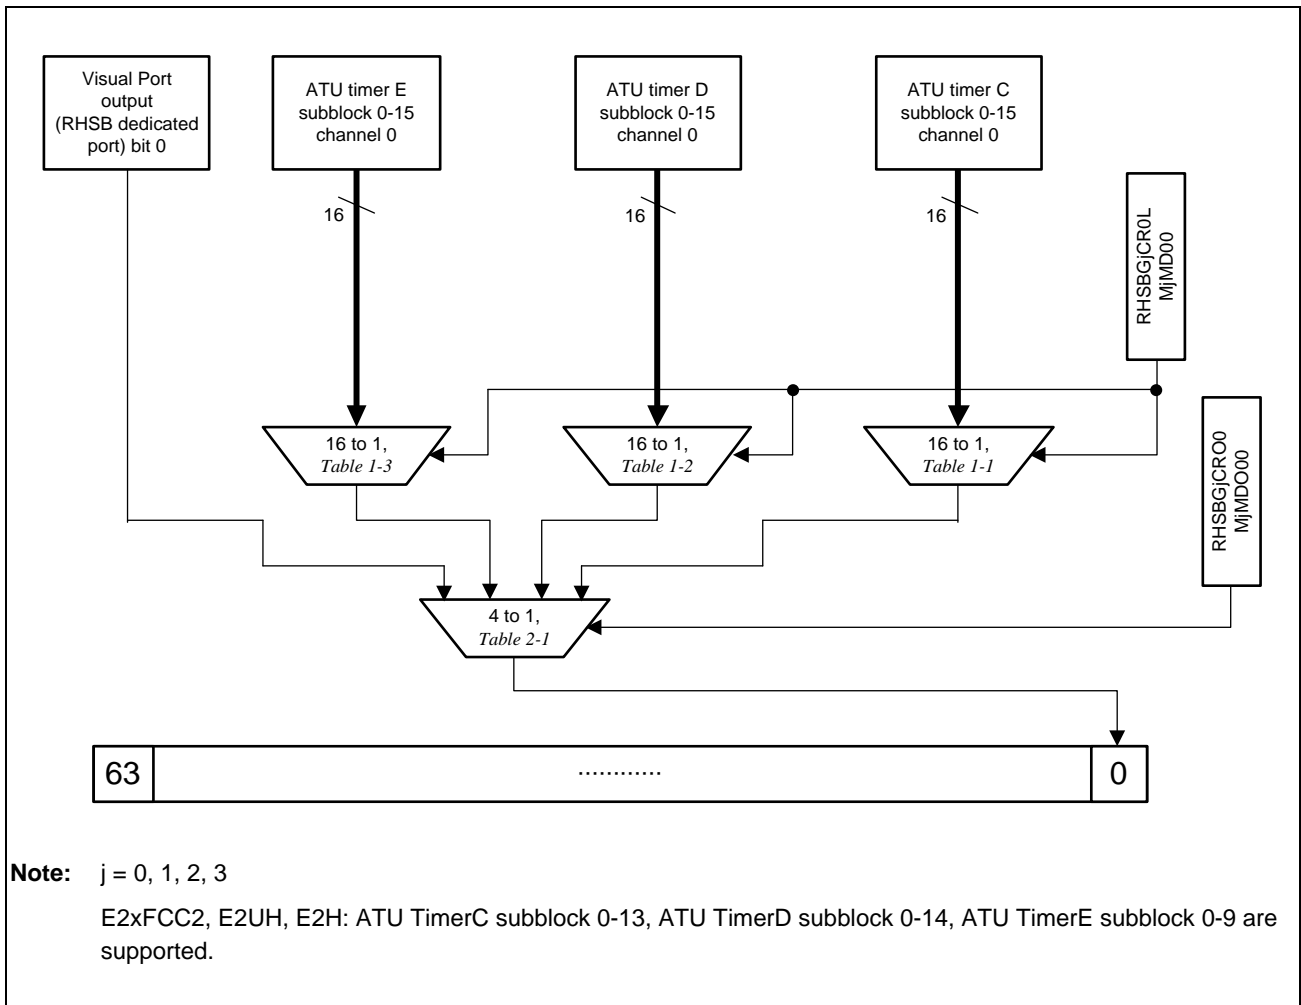 Visual Port
output
(RHSB dedicated
port) bit 0
ATU timer E
subblock 0-15
channel 0
ATU timer D
subblock 0-15
channel 0
ATU timer C
subblock 0-15
channel 0
16
16
16
RHSBGjCR0L
MjMD00
RHSBGjCRO0
MjMDO00
16 to 1,
Table 1-3
16 to 1,
Table 1-2
16 to 1,
Table 1-1
4 to 1,
Table 2-1
63
............
0
Note: j = 0, 1, 2, 3
E2xFCC2, E2UH, E2H: ATU TimerC subblock 0-13, ATU TimerD subblock 0-14, ATU TimerE subblock 0-9 are
supported.